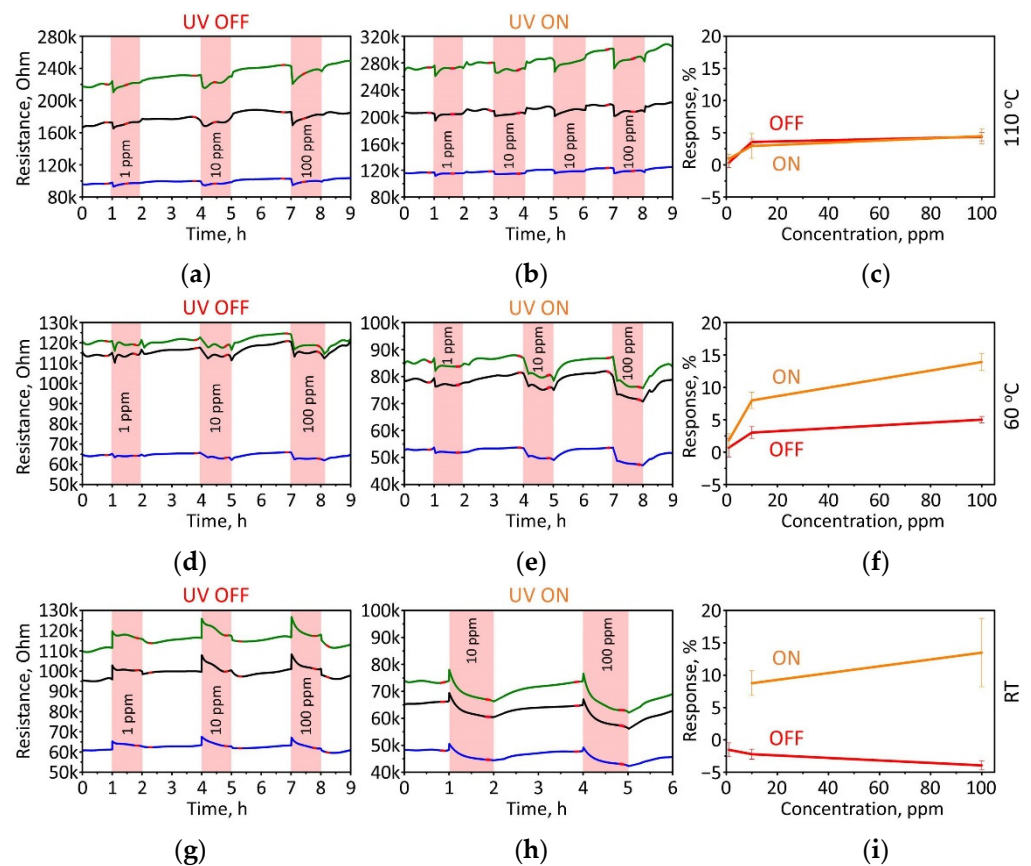 UV OFF
UV ON
Resistance, Ohm
280k
240k
200k
160k
120k
80k
1 ppm
10 ppm
100 ppm
0 1 2 3 4 5 6 7 8 9
Time, h
320k
280k
240k
200k
160k
120k
80k
1 ppm
10 ppm
10 ppm
100 ppm
0 1 2 3 4 5 6 7 8 9
Time, h
Response, %
20
15
10
5
0
−5
OFF
ON
0 20 40 60 80 100
Concentration, ppm
110 °C
(a)
(b)
(c)
UV OFF
UV ON
Resistance, Ohm
130k
120k
110k
100k
90k
80k
70k
60k
50k
1 ppm
10 ppm
100 ppm
0 1 2 3 4 5 6 7 8 9
Time, h
100k
90k
80k
70k
60k
50k
40k
1 ppm
10 ppm
100 ppm
0 1 2 3 4 5 6 7 8 9
Time, h
Response, %
20
15
10
5
0
−5
ON
OFF
0 20 40 60 80 100
Concentration, ppm
60 °C
(d)
(e)
(f)
UV OFF
UV ON
Resistance, Ohm
130k
120k
110k
100k
90k
80k
70k
60k
50k
1 ppm
10 ppm
100 ppm
0 1 2 3 4 5 6 7 8 9
Time, h
100k
90k
80k
70k
60k
50k
40k
10 ppm
100 ppm
0 1 2 3 4 5 6
Time, h
Response, %
20
15
10
5
0
−5
ON
OFF
0 20 40 60 80 100
Concentration, ppm
RT
(g)
(h)
(i)